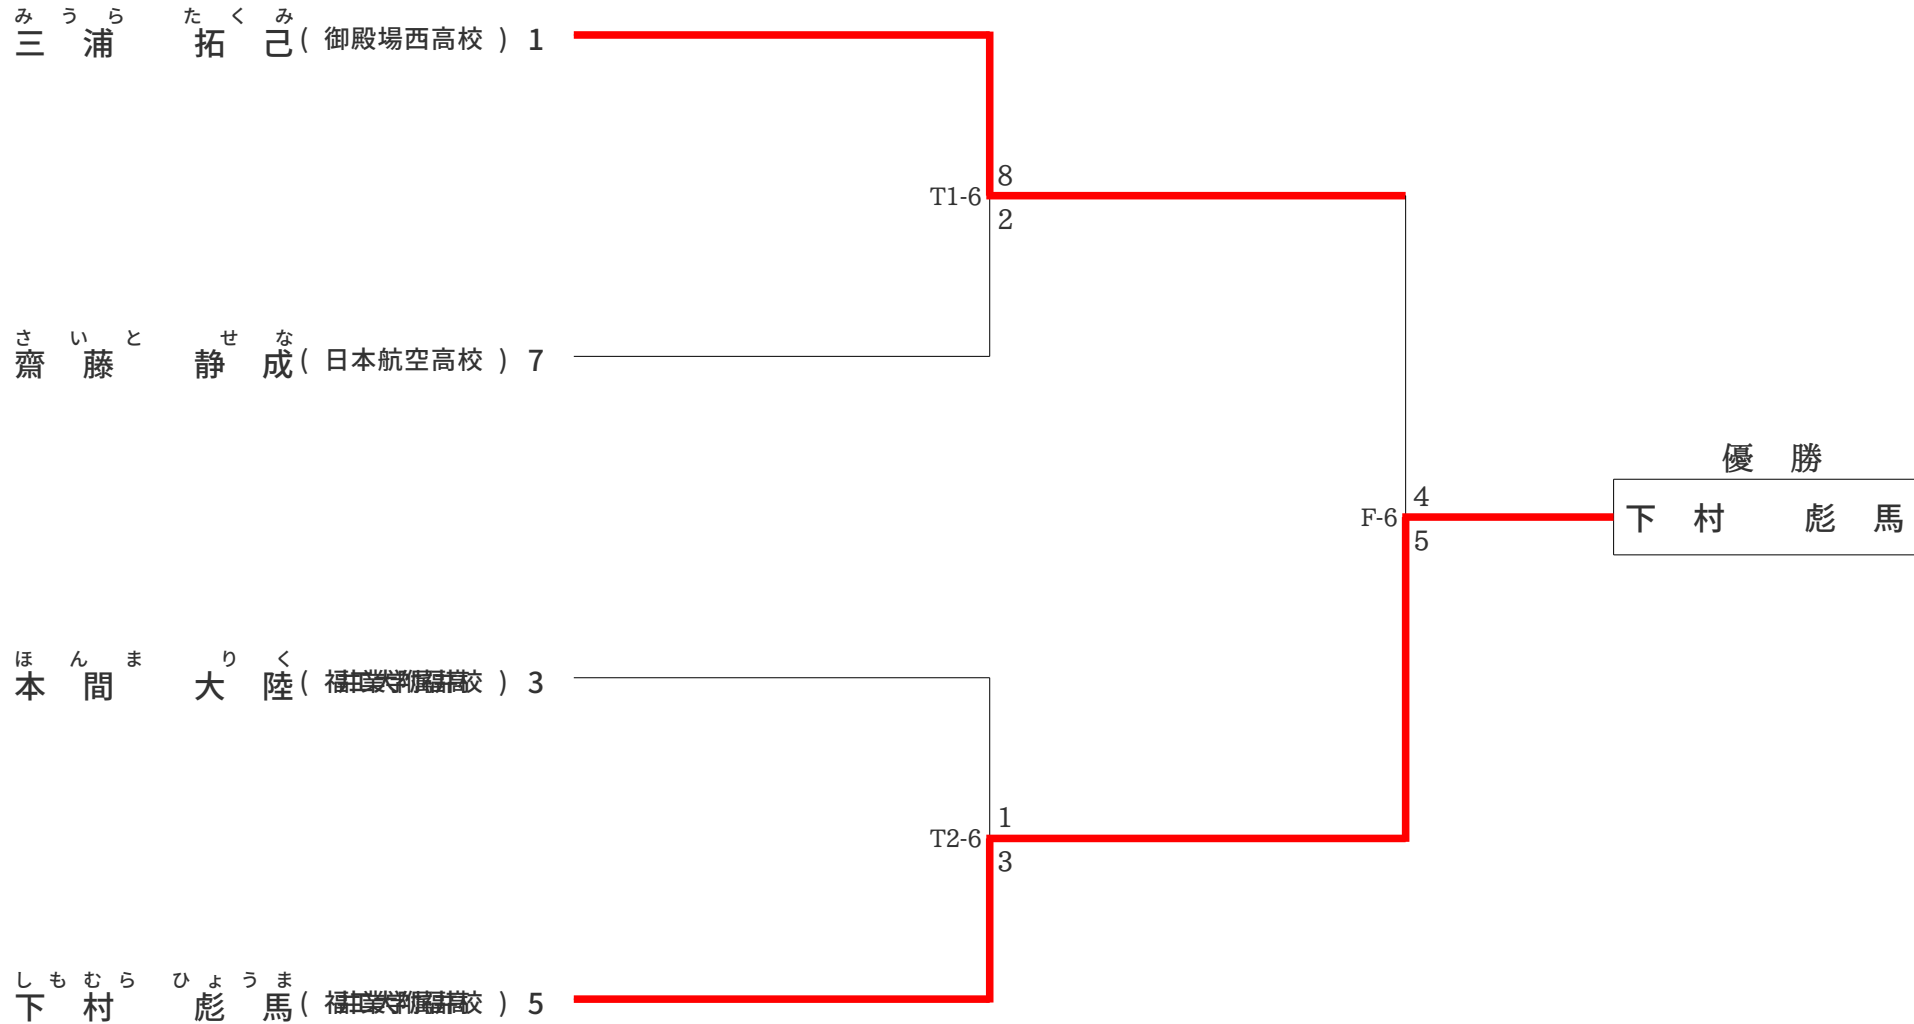 みうら たくみ
三浦 拓己 ( 御殿場西高校 ) 1
8
T1-6
2
さいと せな
齋藤 静成 ( 日本航空高校 ) 7
優勝
4
下村 彪馬
F-6
5
ほんま りく
本間 大陸 ( ) 3
1
T2-6
3
しもむら ひょうま
下村 彪馬 ( ) 5